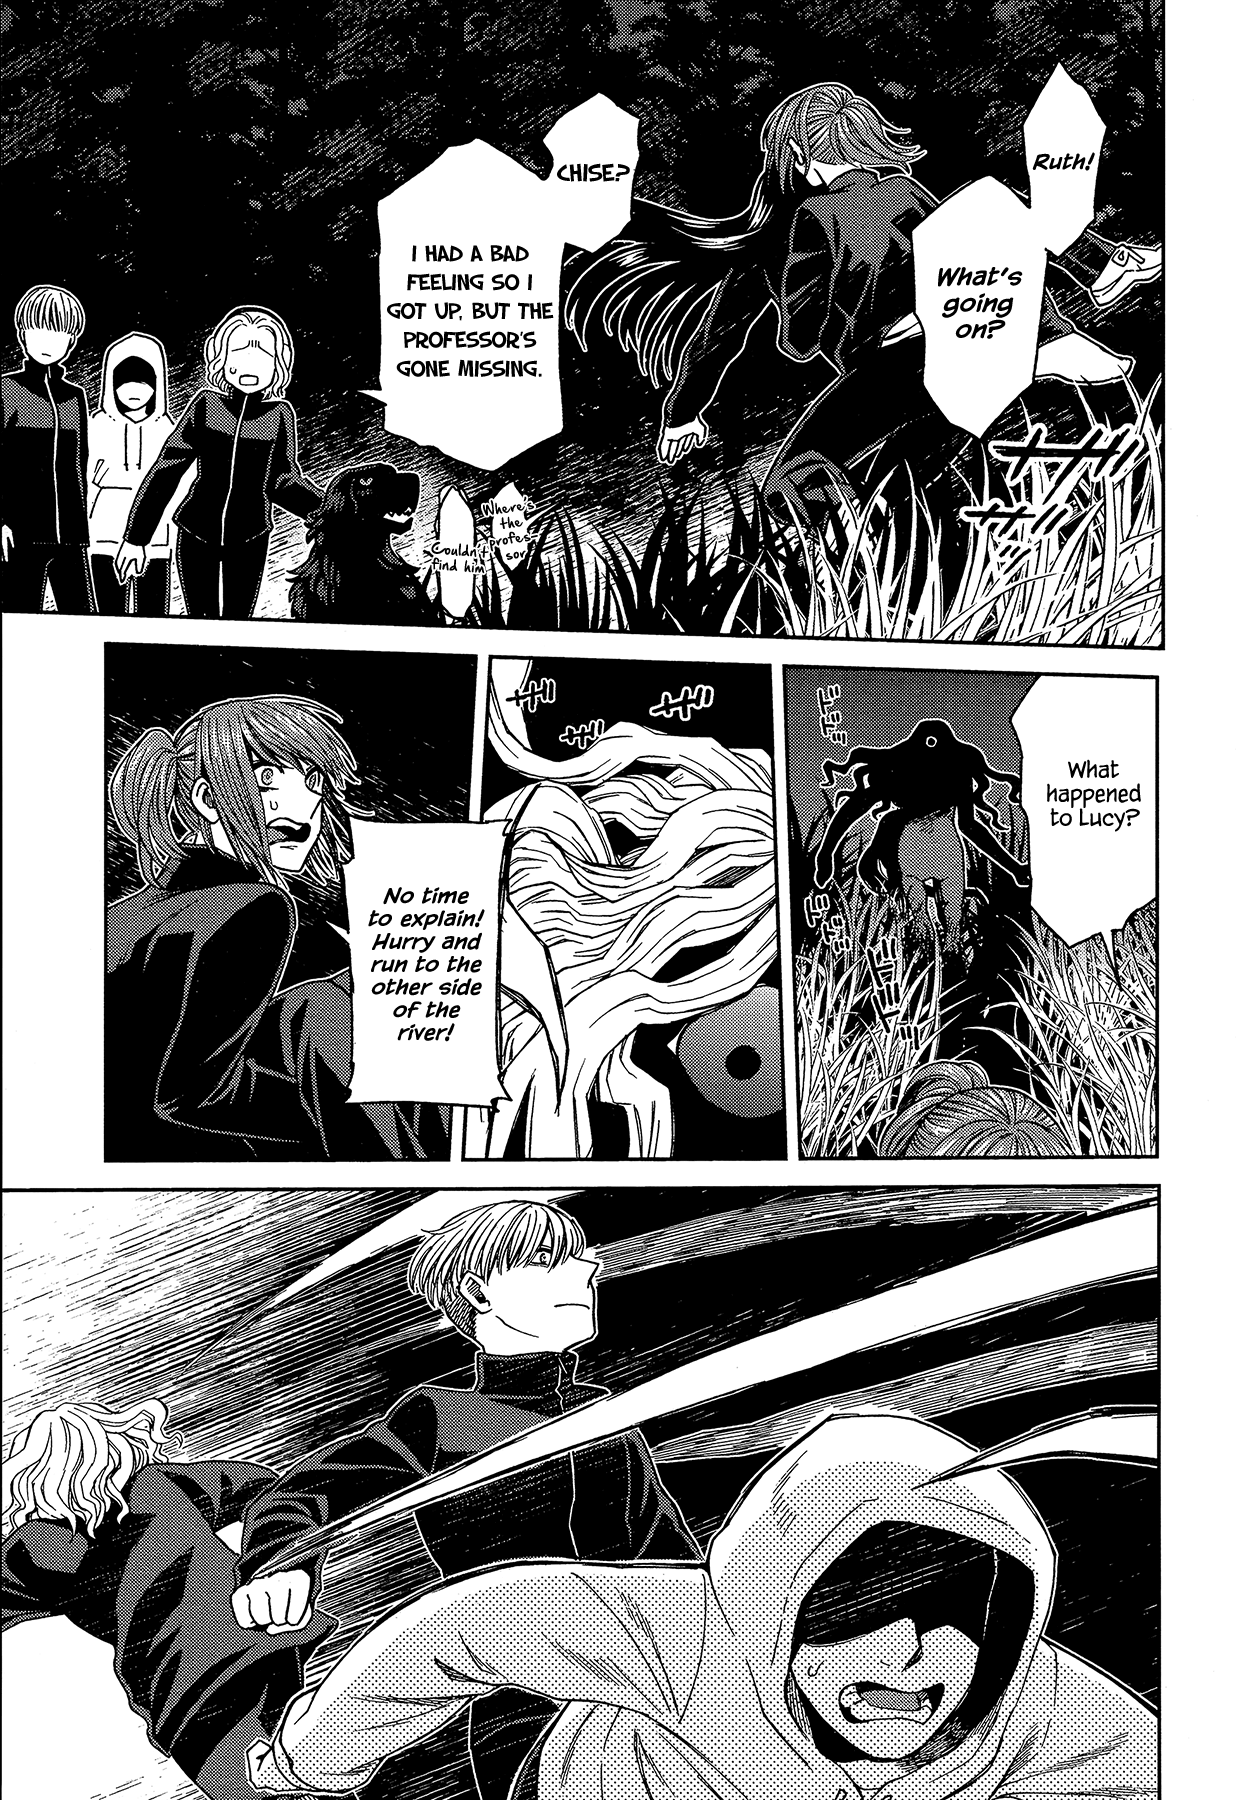 Ruth!
What's
going
on?
CHISE?
I HAD A BAD
FEELING SO I
GOT UP, BUT THE
PROFESSOR'S
GONE MISSING.
Where's
the
profes
sor
Couldn't
find him
What
happened
to Lucy?
No time
to explain!
Hurry and
run to the
other side
of the
river!